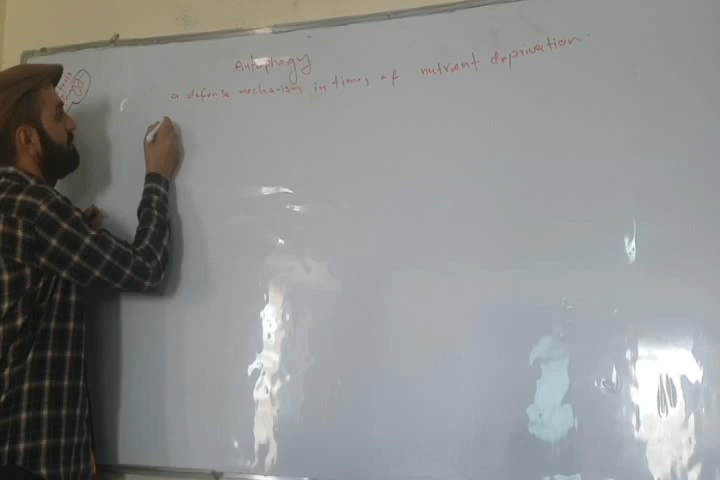 Autophagy
a defense mechanism in times of nutrient deprivation.